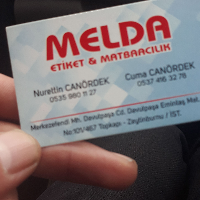 MELDA
ETİKET & MATBAACILIK
Nurettin CANÖRDEK
0535 980 11 27
Cuma CANÖRDEK
0537 416 32 78
Merkezefendi Mh. Davutpaşa Cd. Davutpaşa Emintaş Mat.
No:101/467 Topkapı - Zeytinburnu / İST.